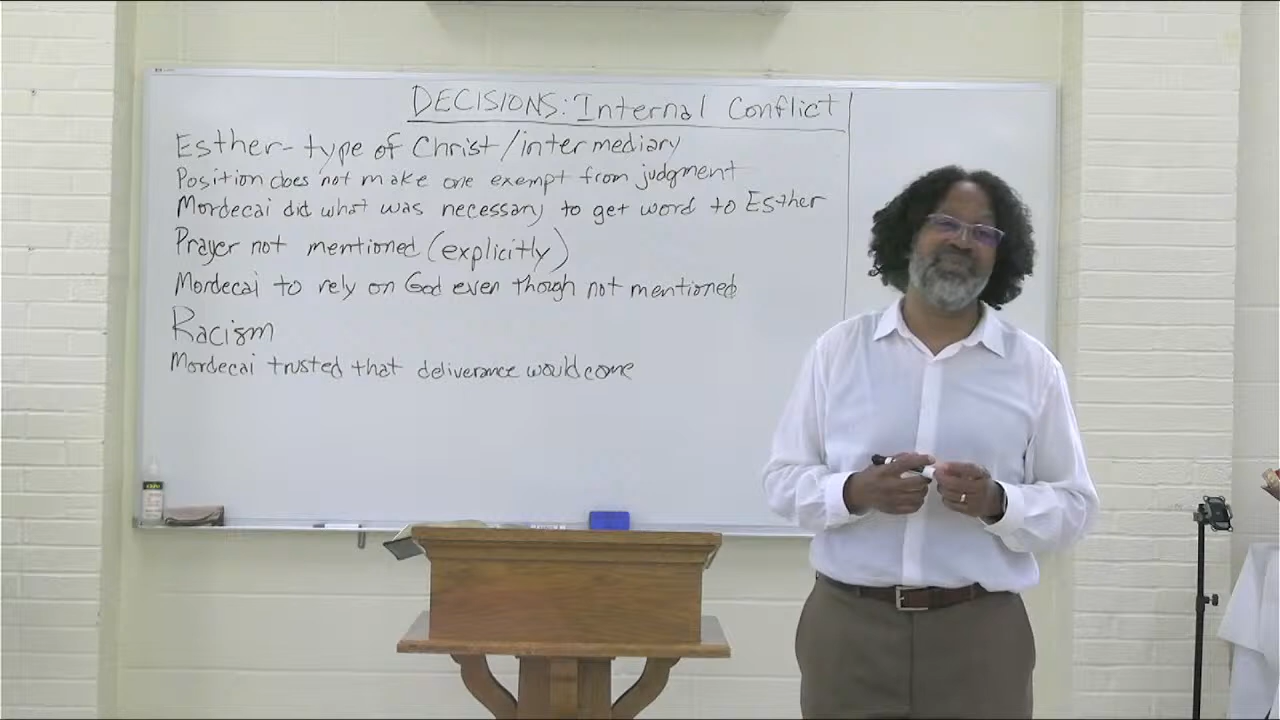 DECISIONS: Internal Conflict
Esther- type of Christ/intermediary
Position does not make one exempt from judgment
Mordecai did what was necessary to get word to Esther
Prayer not mentioned (explicitly)
Mordecai to rely on God even though not mentioned
Racism
Mordecai trusted that deliverance would come